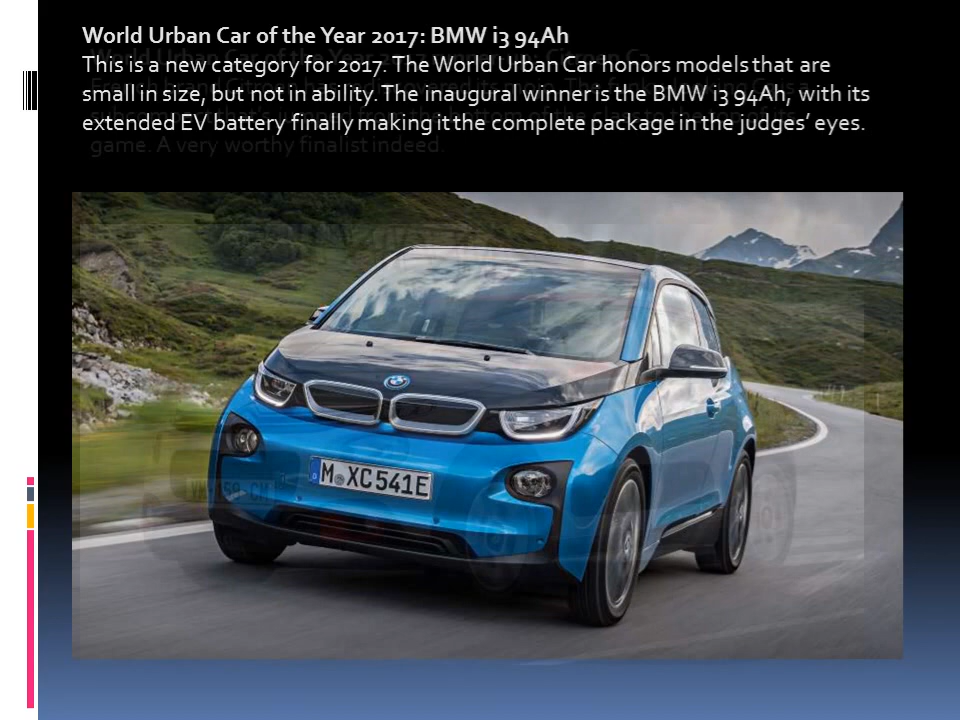 World Urban Car of the Year 2017: BMW i3 94Ah
This is a new category for 2017. The World Urban Car honors models that are
small in size, but not in ability. The inaugural winner is the BMW i3 94Ah, with its
extended EV battery finally making it the complete package in the judges’ eyes.
game. A very worthy finalist indeed.
M XC 541E